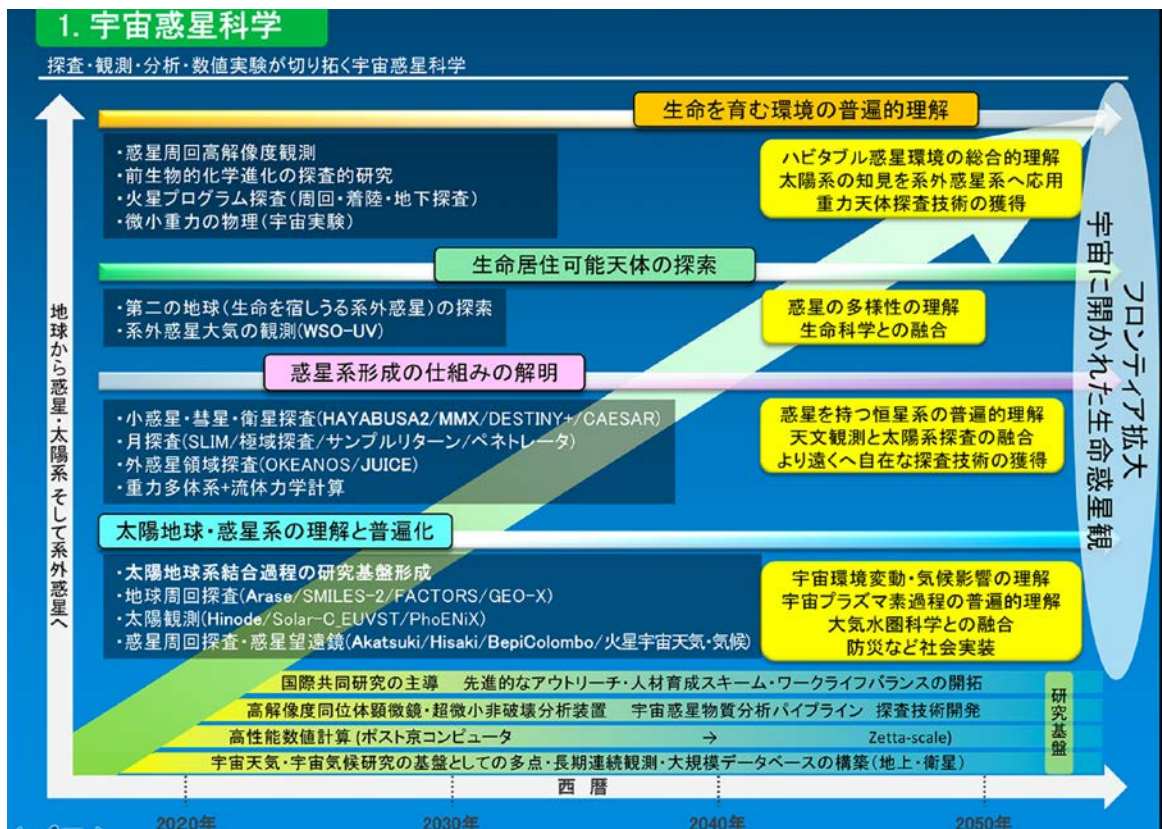 1. 宇宙惑星科学
探査・観測・分析・数値実験が切り拓く宇宙惑星科学
生命を育む環境の普遍的理解
・惑星周回高解像度観測
・前生物的化学進化の探査的研究
・火星プログラム探査(周回・着陸・地下探査)
・微小重力の物理(宇宙実験)
ハビタブル惑星環境の総合的理解
太陽系の知見を系外惑星系へ応用
重力天体探査技術の獲得
生命居住可能天体の探索
・第二の地球(生命を宿しうる系外惑星)の探索
・系外惑星大気の観測(WSO-UV)
惑星の多様性の理解
生命科学との融合
惑星系形成の仕組みの解明
・小惑星・彗星・衛星探査(HAYABUSA2/MMX/DESTINY+/CAESAR)
・月探査(SLIM/極域探査/サンプルリターン/ペネトレータ)
・外惑星領域探査(OKEANOS/JUICE)
・重力多体系+流体力学計算
惑星を持つ恒星系の普遍的理解
天文観測と太陽系探査の融合
より遠くへ自在な探査技術の獲得
太陽地球・惑星系の理解と普遍化
・太陽地球系結合過程の研究基盤形成
・地球周回探査(Arase/SMILES-2/FACTORS/GEO-X)
・太陽観測(Hinode/Solar-C_EUVST/PhoENiX)
・惑星周回探査・惑星望遠鏡(Akatsuki/Hisaki/BepiColombo/火星宇宙天気・気候)
宇宙環境変動・気候影響の理解
宇宙プラズマ素過程の普遍的理解
大気水圏科学との融合
防災など社会実装
地球から惑星・太陽系 そして系外惑星へ
フロンティア拡大
宇宙に開かれた生命惑星観
国際共同研究の主導 先進的なアウトリーチ・人材育成スキーム・ワークライフバランスの開拓
高解像度同位体顕微鏡・超微小非破壊分析装置 宇宙惑星物質分析パイプライン 探査技術開発
高性能数値計算 (ポスト京コンピュータ → Zetta-scale)
宇宙天気・宇宙気候研究の基盤としての多点・長期連続観測・大規模データベースの構築(地上・衛星)
研究基盤
西暦
2020年 2030年 2040年 2050年